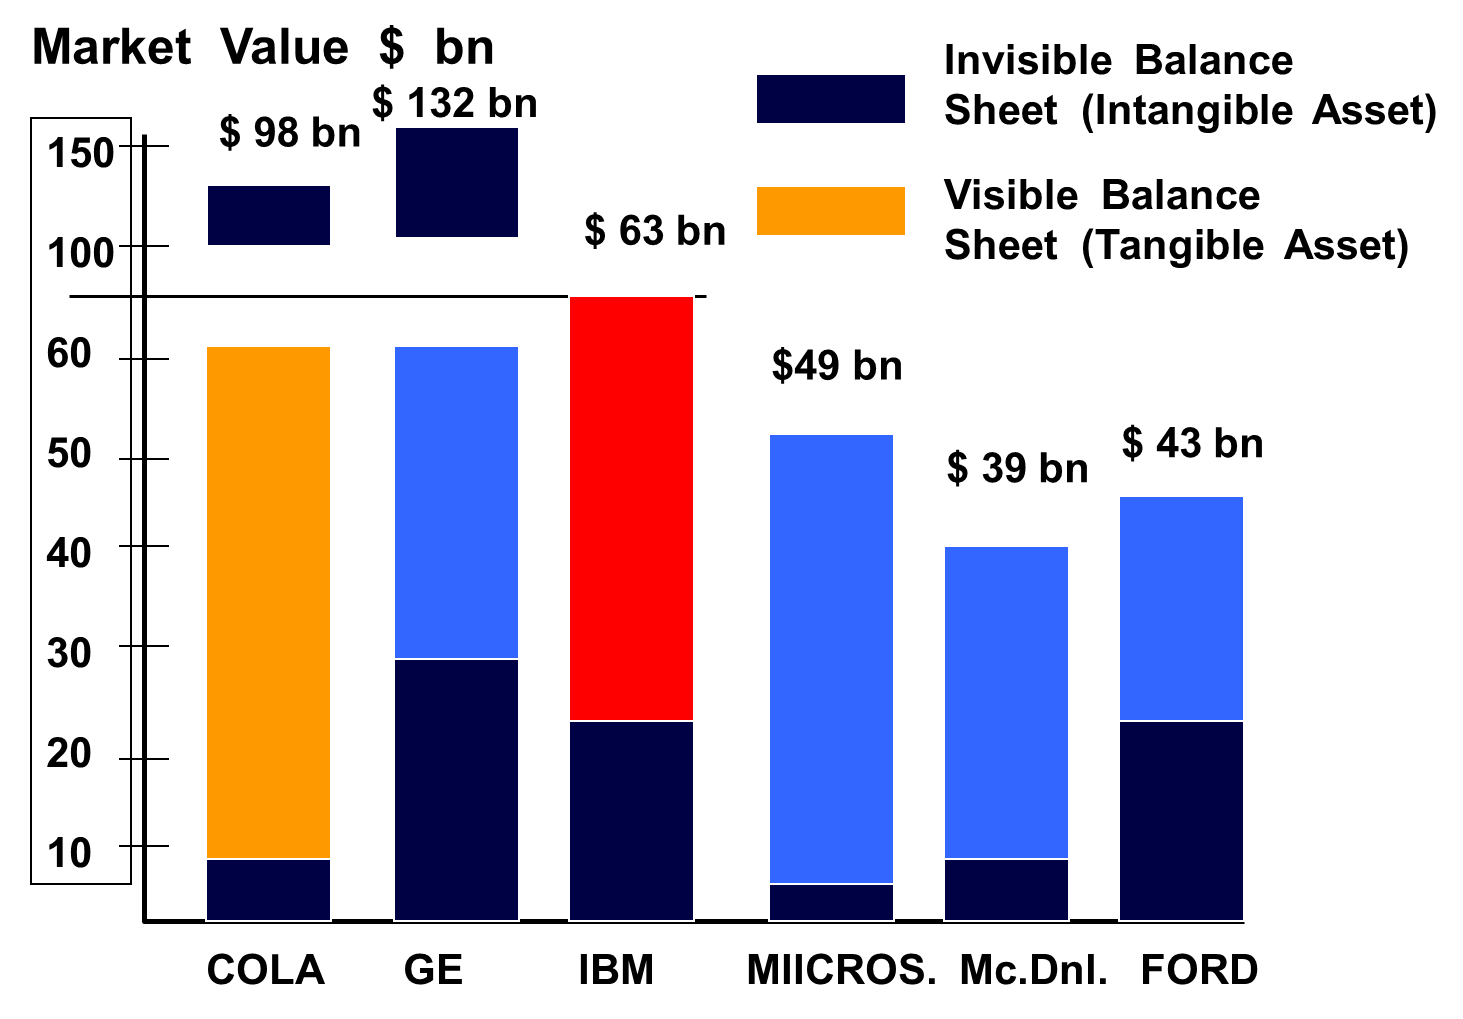 Market Value $ bn
$ 132 bn
$ 98 bn
Invisible Balance
Sheet (Intangible Asset)
Visible Balance
Sheet (Tangible Asset)
150
100
60
50
40
30
20
10
$ 63 bn
$49 bn
$ 39 bn
$ 43 bn
COLA
GE
IBM
MIICROS.
Mc.Dnl.
FORD